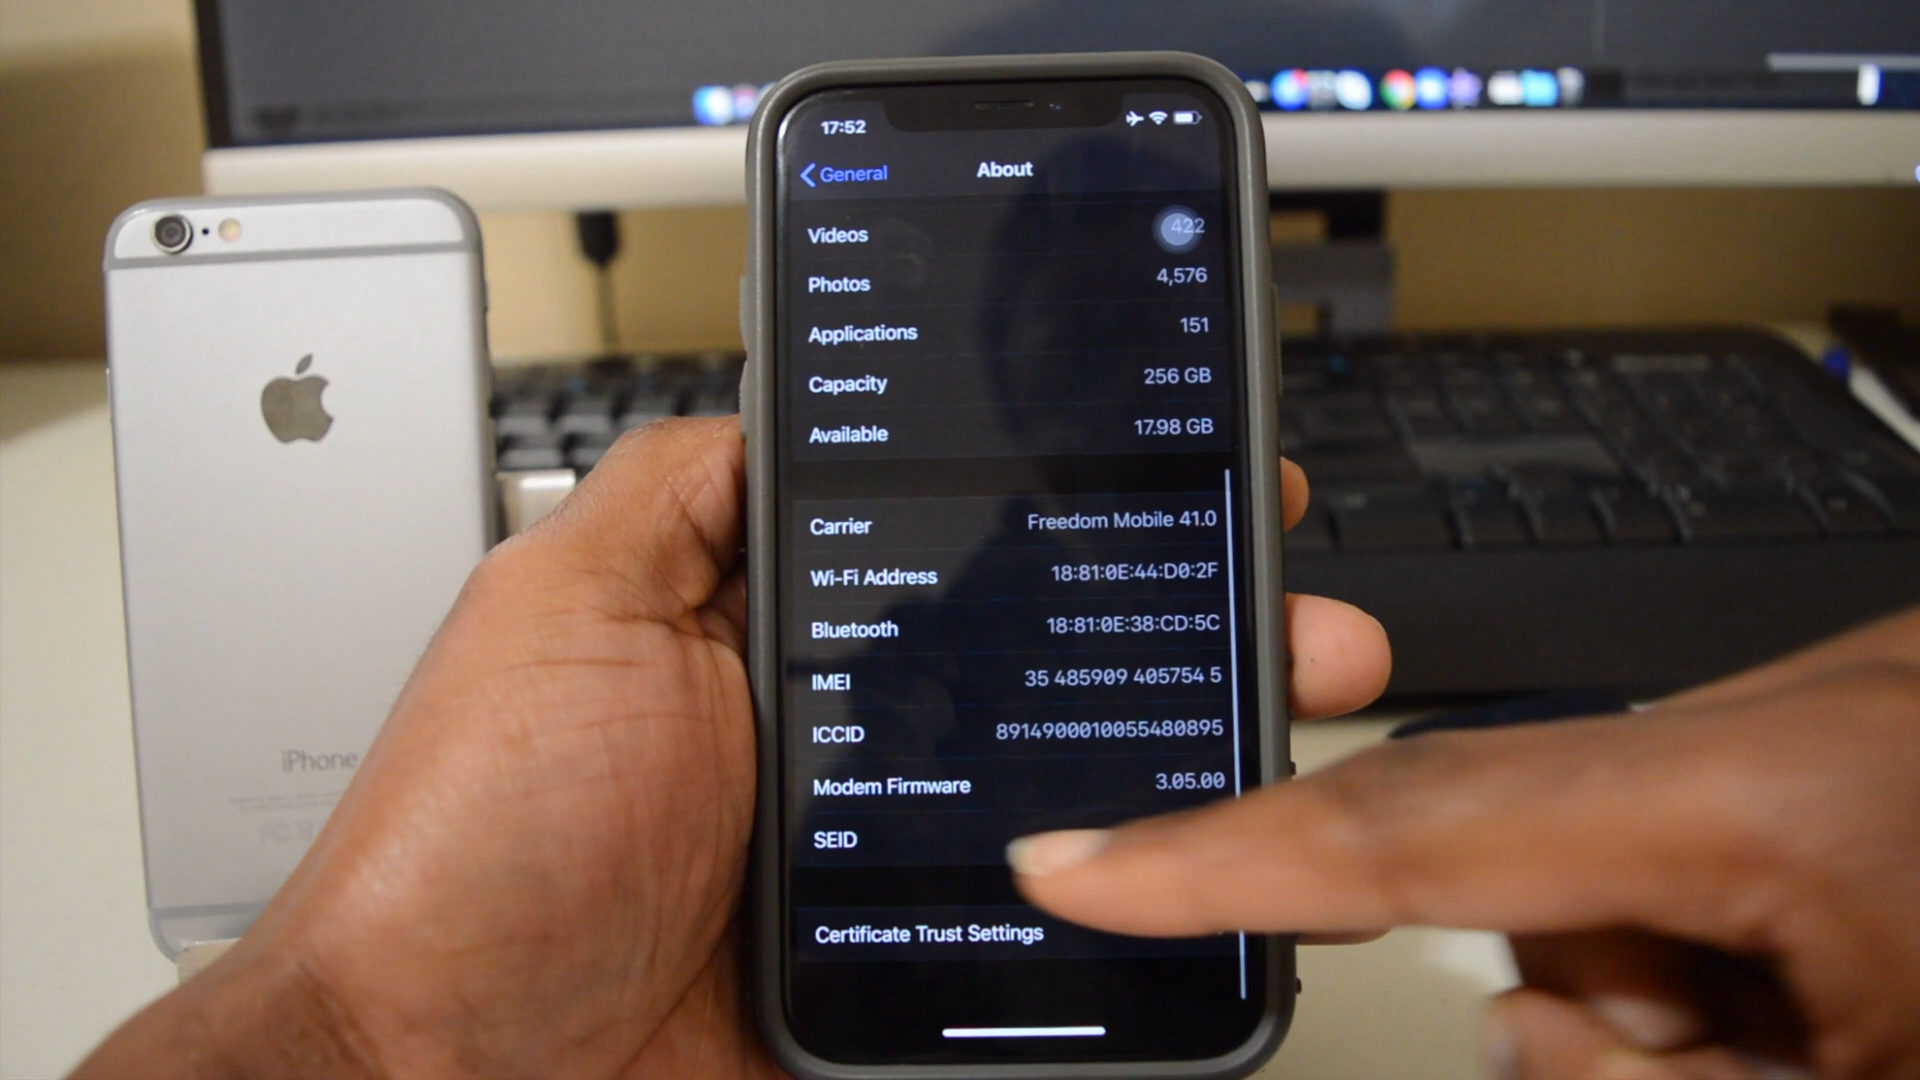 17:52
General
About
Videos 422
Photos 4,576
Applications 151
Capacity 256 GB
Available 17.98 GB
Carrier Freedom Mobile 41.0
Wi-Fi Address 18:81:0E:44:D0:2F
Bluetooth 18:81:0E:38:CD:5C
IMEI 35 485909 405754 5
ICCID 8914900010055480895
Modem Firmware 3.05.00
SEID
Certificate Trust Settings
iPhone